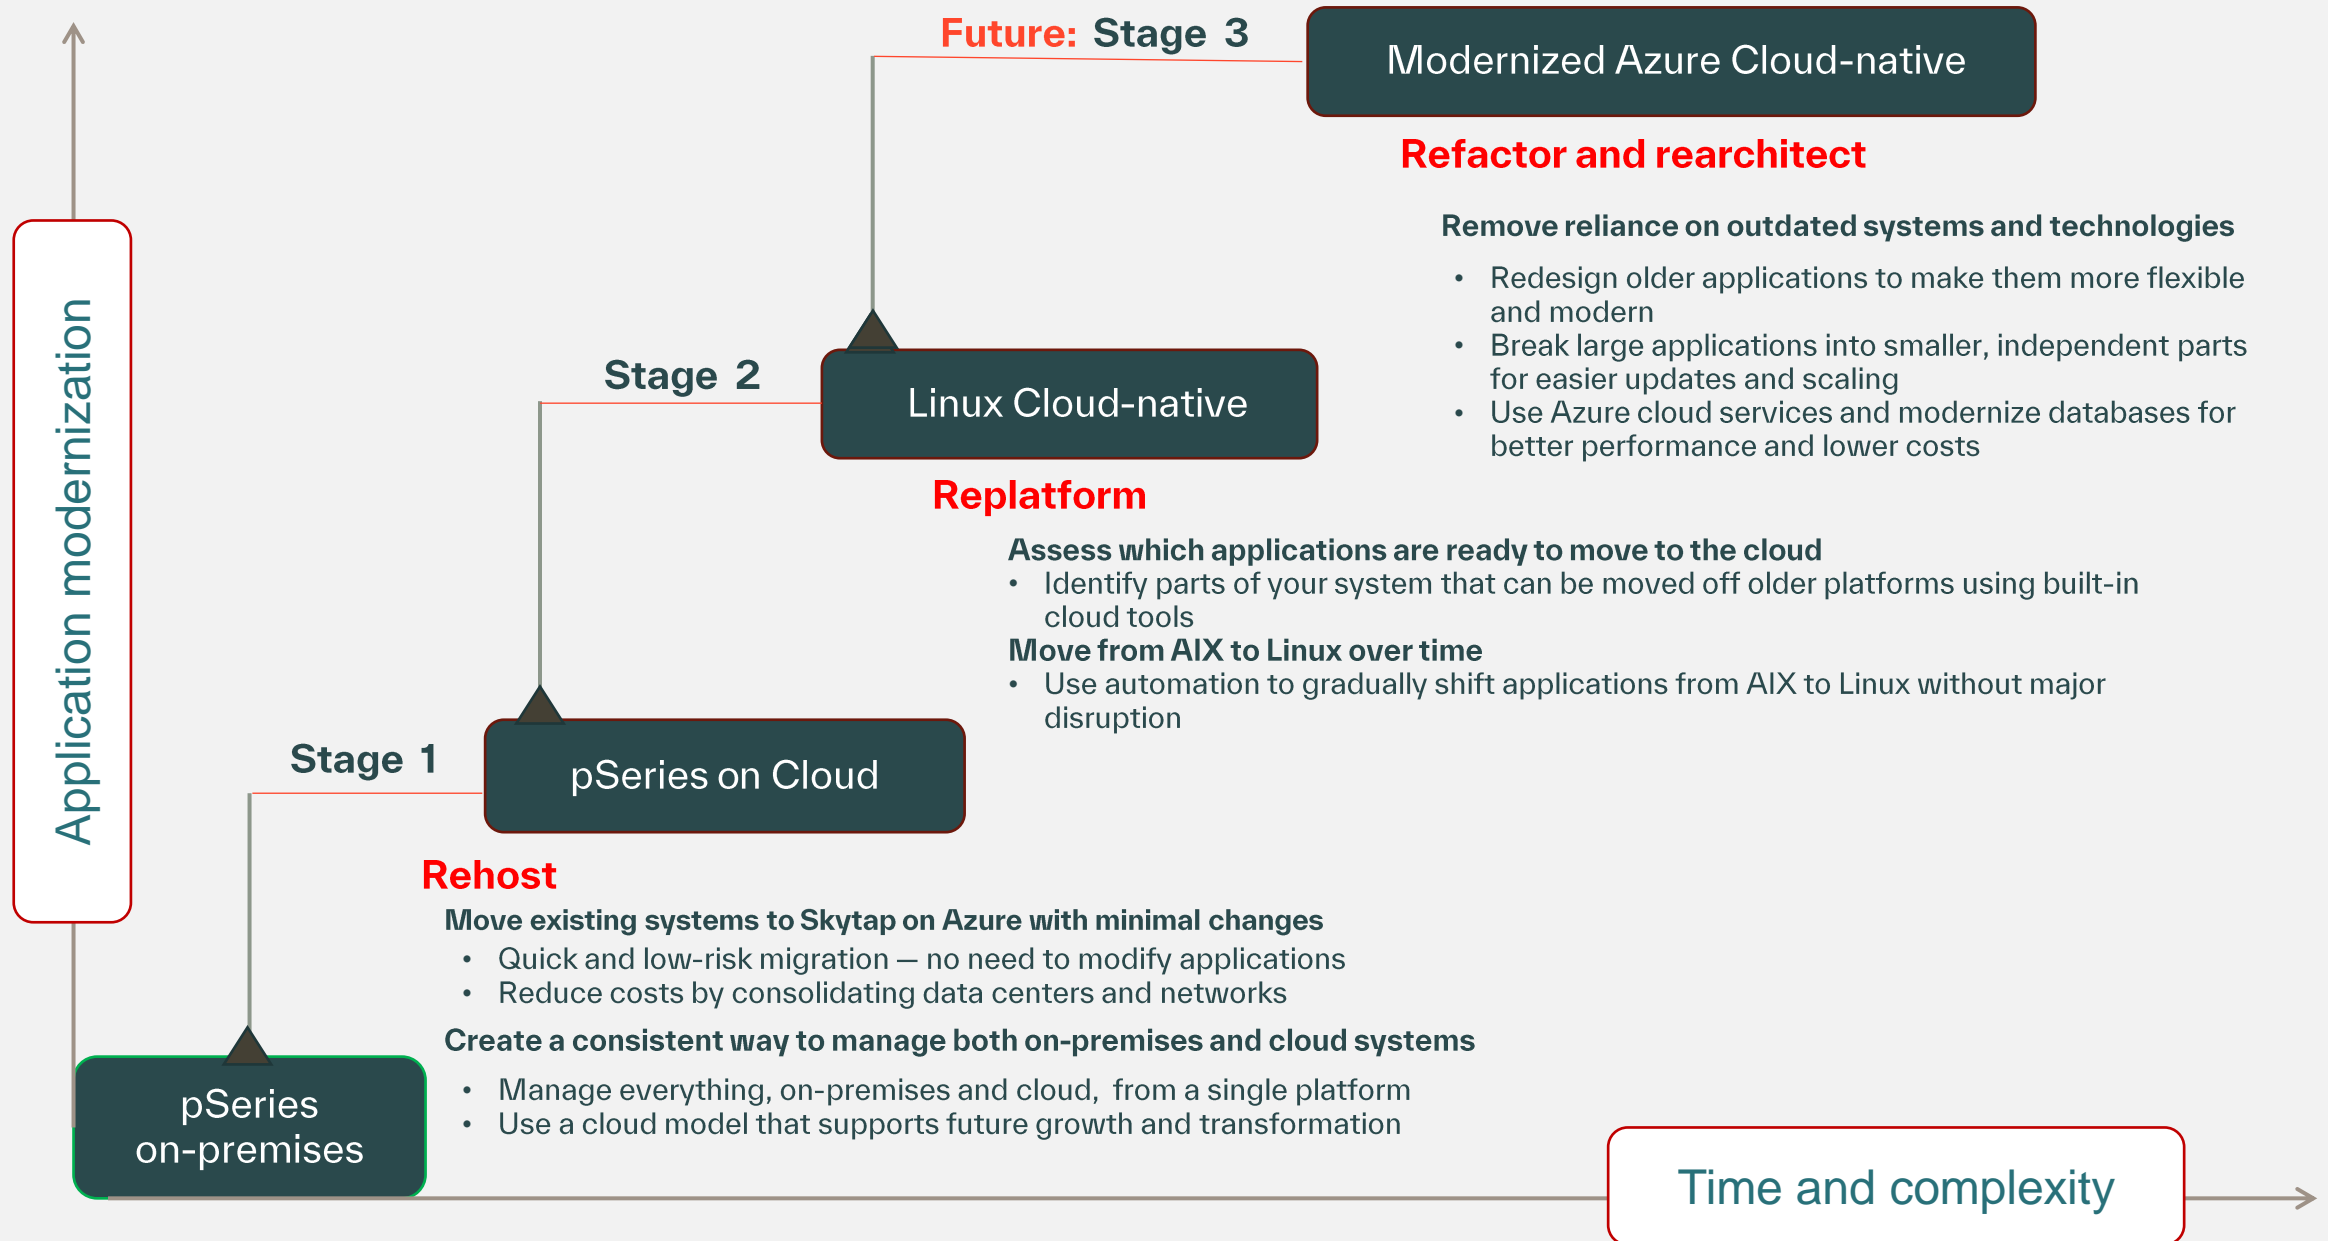 Future: Stage 3
Modernized Azure Cloud-native
Refactor and rearchitect
Remove reliance on outdated systems and technologies
• Redesign older applications to make them more flexible
and modern
• Break large applications into smaller, independent parts
for easier updates and scaling
• Use Azure cloud services and modernize databases for
better performance and lower costs
Application modernization
Stage 2
Linux Cloud-native
Replatform
Assess which applications are ready to move to the cloud
• Identify parts of your system that can be moved off older platforms using built-in
cloud tools
Move from AIX to Linux over time
• Use automation to gradually shift applications from AIX to Linux without major
disruption
Stage 1
pSeries on Cloud
Rehost
Move existing systems to Skytap on Azure with minimal changes
• Quick and low-risk migration — no need to modify applications
• Reduce costs by consolidating data centers and networks
Create a consistent way to manage both on-premises and cloud systems
• Manage everything, on-premises and cloud, from a single platform
• Use a cloud model that supports future growth and transformation
pSeries
on-premises
Time and complexity